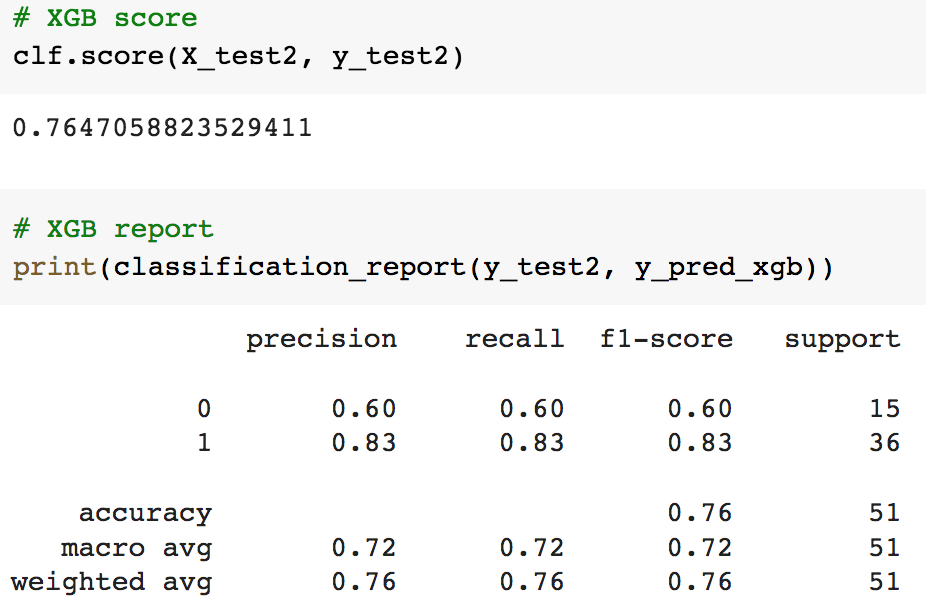 # XGB score
clf.score(X_test2, y_test2)
0.7647058823529411
# XGB report
print(classification_report(y_test2, y_pred_xgb))
precision recall f1-score support
0 0.60 0.60 0.60 15
1 0.83 0.83 0.83 36
accuracy 0.76 51
macro avg 0.72 0.72 0.72 51
weighted avg 0.76 0.76 0.76 51